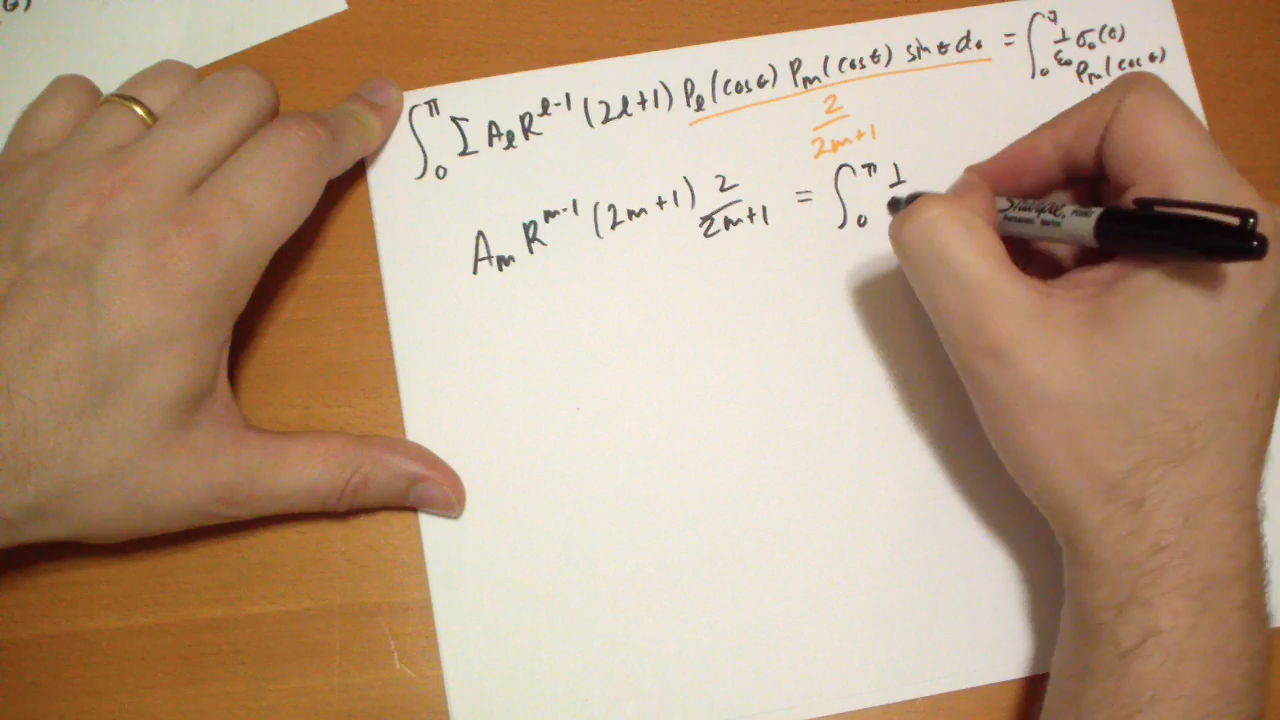 θ)
∫₀^π Σ A_ℓ R^(ℓ-1) (2ℓ+1) P_ℓ(cosθ) P_m(cosθ) sinθ dθ = ∫₀^π 1/ε₀ σ₀(θ)
P_m(cosθ)
2/(2m+1)
A_m R^(m-1) (2m+1) 2/(2m+1) = ∫₀^π 1
Sharpie